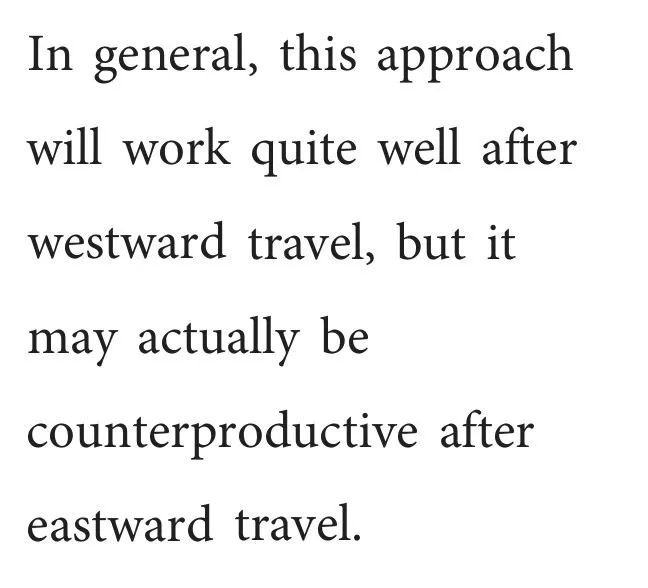 In general, this approach
will work quite well after
westward travel, but it
may actually be
counterproductive after
eastward travel.